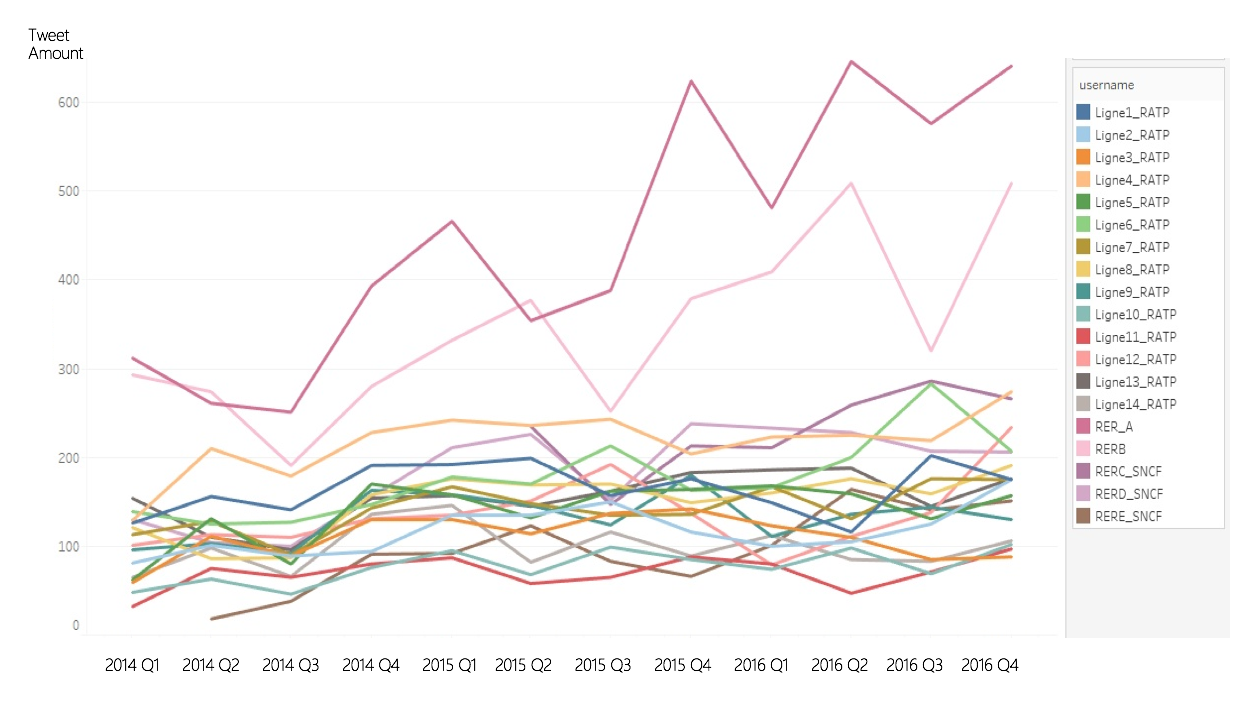 Tweet
Amount
600
500
400
300
200
100
0
2014 Q1 2014 Q2 2014 Q3 2014 Q4 2015 Q1 2015 Q2 2015 Q3 2015 Q4 2016 Q1 2016 Q2 2016 Q3 2016 Q4
username
Ligne1_RATP
Ligne2_RATP
Ligne3_RATP
Ligne4_RATP
Ligne5_RATP
Ligne6_RATP
Ligne7_RATP
Ligne8_RATP
Ligne9_RATP
Ligne10_RATP
Ligne11_RATP
Ligne12_RATP
Ligne13_RATP
Ligne14_RATP
RER_A
RERB
RERC_SNCF
RERD_SNCF
RERE_SNCF